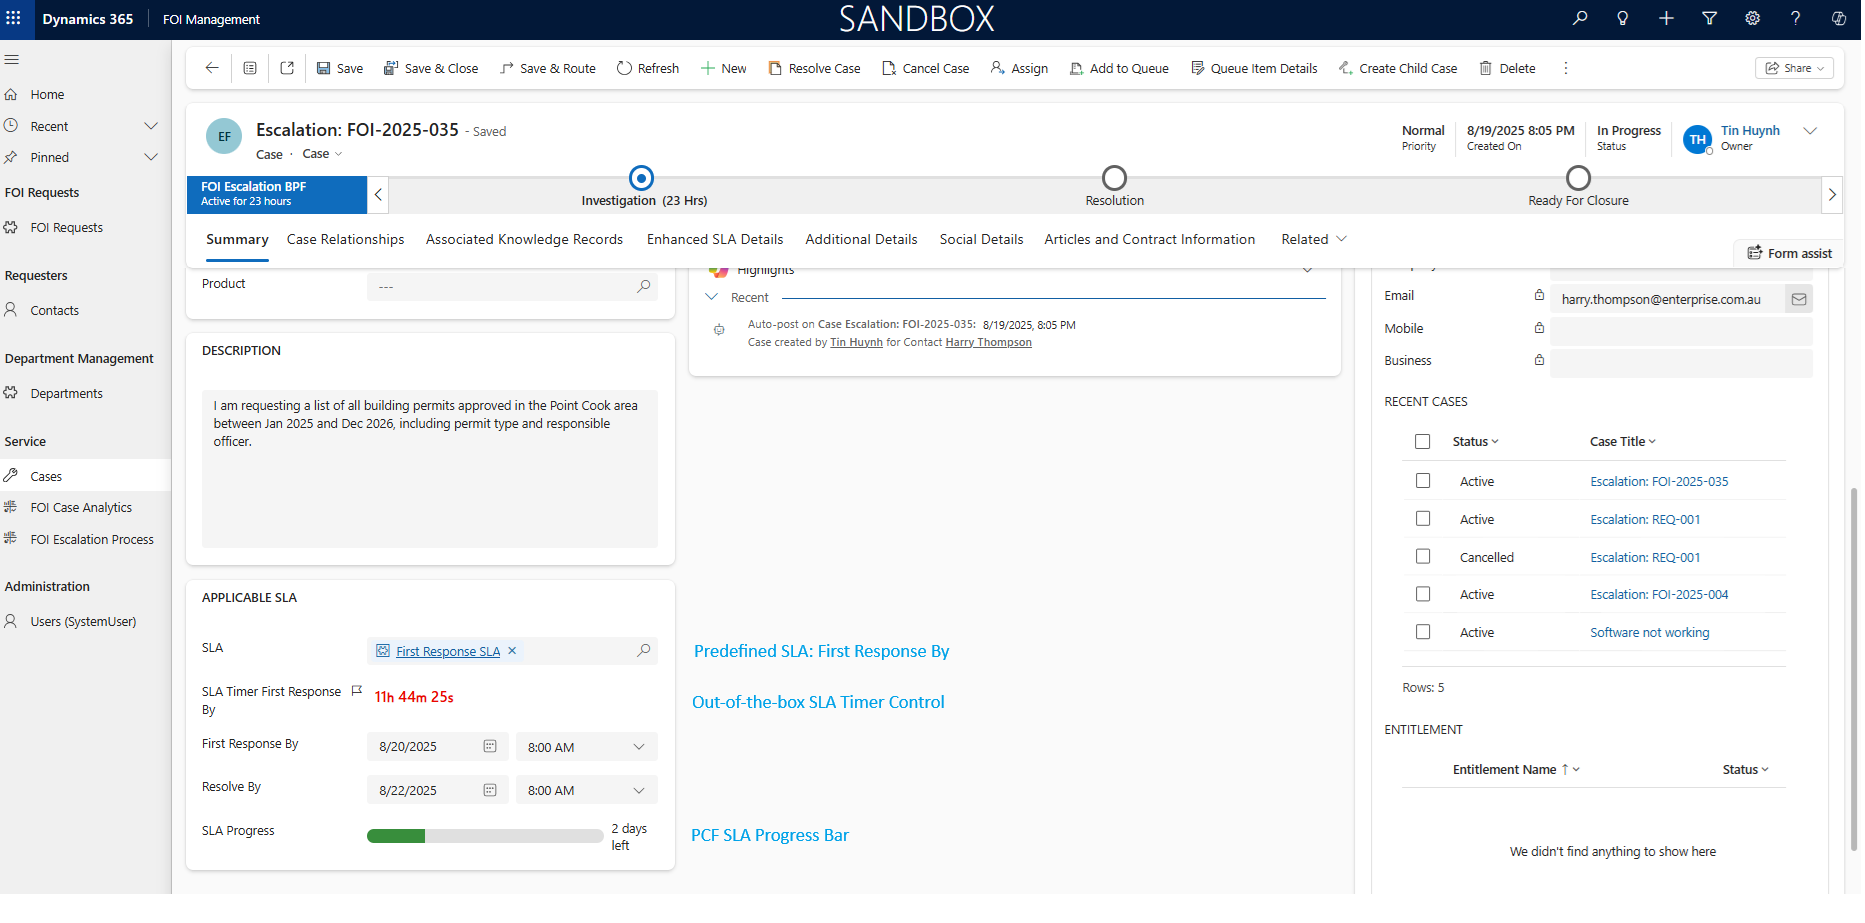 Dynamics 365
FOI Management
SANDBOX
Save
Save & Close
Save & Route
Refresh
New
Resolve Case
Cancel Case
Assign
Add to Queue
Queue Item Details
Create Child Case
Delete
Share
Home
Recent
Pinned
FOI Requests
FOI Requests
Requesters
Contacts
Department Management
Departments
Service
Cases
FOI Case Analytics
FOI Escalation Process
Administration
Users (SystemUser)
EF
Escalation: FOI-2025-035 - Saved
Case · Case
Normal
Priority
8/19/2025 8:05 PM
Created On
In Progress
Status
TH
Tin Huynh
Owner
FOI Escalation BPF
Active for 23 hours
Investigation (23 Hrs)
Resolution
Ready For Closure
Summary
Case Relationships
Associated Knowledge Records
Enhanced SLA Details
Additional Details
Social Details
Articles and Contract Information
Related
Form assist
Product
---
DESCRIPTION
I am requesting a list of all building permits approved in the Point Cook area
between Jan 2025 and Dec 2026, including permit type and responsible
officer.
APPLICABLE SLA
SLA
First Response SLA
SLA Timer First Response
By
11h 44m 25s
First Response By
8/20/2025
8:00 AM
Resolve By
8/22/2025
8:00 AM
SLA Progress
2 days
left
Highlights
Recent
Auto-post on Case Escalation: FOI-2025-035: 8/19/2025, 8:05 PM
Case created by Tin Huynh for Contact Harry Thompson
Predefined SLA: First Response By
Out-of-the-box SLA Timer Control
PCF SLA Progress Bar
Email
harry.thompson@enterprise.com.au
Mobile
Business
RECENT CASES
Status
Case Title
Active
Escalation: FOI-2025-035
Active
Escalation: REQ-001
Cancelled
Escalation: REQ-001
Active
Escalation: FOI-2025-004
Active
Software not working
Rows: 5
ENTITLEMENT
Entitlement Name ↑
Status
We didn't find anything to show here